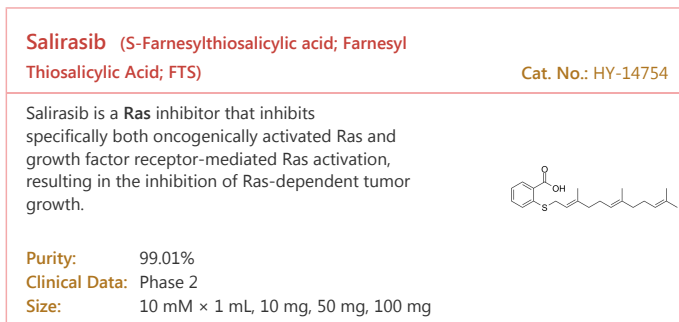 Salirasib (S-Farnesylthiosalicylic acid; Farnesyl
Thiosalicylic Acid; FTS)
Cat. No.: HY-14754
Salirasib is a Ras inhibitor that inhibits
specifically both oncogenically activated Ras and
growth factor receptor-mediated Ras activation,
resulting in the inhibition of Ras-dependent tumor
growth.
O
OH
S
Purity: 99.01%
Clinical Data: Phase 2
Size: 10 mM × 1 mL, 10 mg, 50 mg, 100 mg